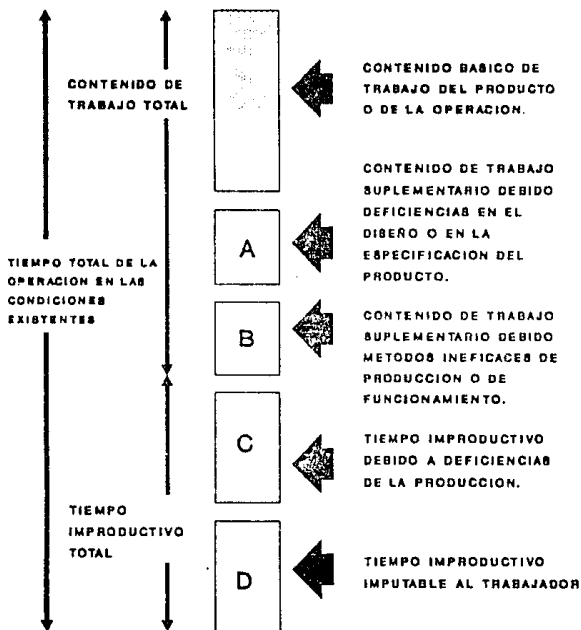 CONTENIDO DE
TRABAJO TOTAL
TIEMPO TOTAL DE LA
OPERACION EN LAS
CONDICIONES
EXISTENTES
TIEMPO
IMPRODUCTIVO
TOTAL
A
B
C
D
CONTENIDO BASICO DE
TRABAJO DEL PRODUCTO
O DE LA OPERACION.
CONTENIDO DE TRABAJO
SUPLEMENTARIO DEBIDO
DEFICIENCIAS EN EL
DISEÑO O EN LA
ESPECIFICACION DEL
PRODUCTO.
CONTENIDO DE TRABAJO
SUPLEMENTARIO DEBIDO
METODOS INEFICACES DE
PRODUCCION O DE
FUNCIONAMIENTO.
TIEMPO IMPRODUCTIVO
DEBIDO A DEFICIENCIAS
DE LA PRODUCCION.
TIEMPO IMPRODUCTIVO
IMPUTABLE AL TRABAJADOR